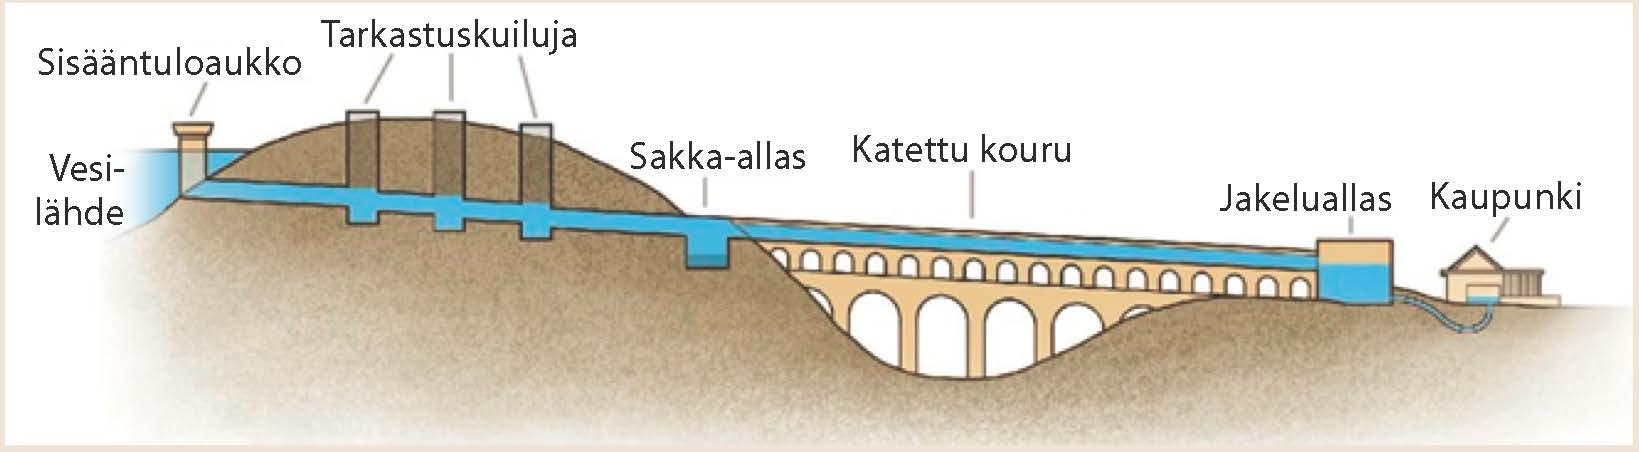 Sisääntuloaukko
Tarkastuskuiluja
Vesi-
lähde
Sakka-allas
Katettu kouru
Jakeluallas
Kaupunki